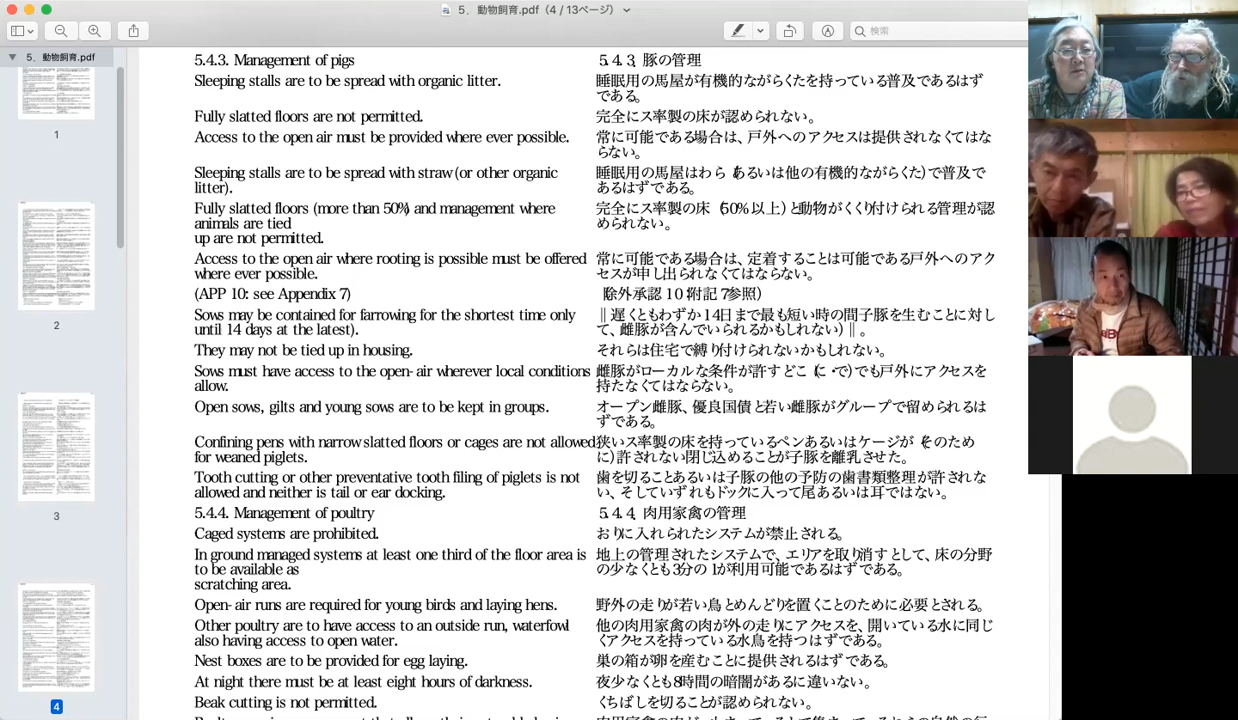 5．動物飼育.pdf（4 / 13ページ）
検索
5．動物飼育.pdf
1
2
3
4
5.4.3. Management of pigs
Sleeping stalls are to be spread with organic litter.
Fully slatted floors are not permitted.
Access to the open air must be provided where ever possible.
Sleeping stalls are to be spread with straw (or other organic
litter).
Fully slatted floors (more than 50%) and management where
animals are tied
up are not permitted.
Access to the open-air where rooting is possible must be offered
where ever possible.
see Appendix 7)
Sows may be contained for farrowing for the shortest time only
until 14 days at the latest).
They may not be tied up in housing.
Sows must have access to the open- air wherever local conditions
allow.
Open sows, gilts and young sows are to be kept in groups.
Confining pens with narrow slatted floors or cages are not allowed
for weaned piglets.
Tooth cutting or other preventative tooth filing of piglets is not
allowed and neither is tail or ear docking.
5.4.4. Management of poultry
Caged systems are prohibited.
In ground managed systems at least one third of the floor area is
to be available as
scratching area.
Open air runs are required for young birds and laying hens.
Other poultry are to have access to an outside run, waterfowl
also having access to open water.
Nest boxes are to be provided for egg laying.
At night there must be at least eight hours of darkness.
Beak cutting is not permitted.
5.4.3. 豚の管理
睡眠用の馬屋が有機的ながらくたを持っている普及であるはず
である。
完全にス率製の床が認められない。
常に可能である場合は、戸外へのアクセスは提供されなくてはな
らない。
睡眠用の馬屋はわら（あるいは他の有機的ながらくた）で普及で
あるはずである。
完全にス率製の床（50%以上）と動物がくくり付けられる管理が認
められない。
常に可能である場合は、定着することは可能である戸外へのアク
セスが申し出られなくてはならない。
（除外承認 10 附記 7参照）
‖遅くともわずか14日まで最も短い時の間子豚を生むことに対し
て、雌豚が含んでいられるかもしれない）‖。
それらは住宅で縛り付けられないかもしれない。
雌豚がローカルな条件が許すどこ（に・で）でも戸外にアクセスを
持たなくてはならない。
オープン雌豚、優良雌豚と若い雌豚がグループで留められるは
ずである。
狭いス率製の床を持っているペンあるいはケージが（そのため
に）許されない閉じ込めることが子豚を離乳させた。
歯を切ることあるいは子豚の他の予防の歯書類整理が許されな
い、そしていずれもドックに入って尾あるいは耳ではない。
5.4.4. 肉用家禽の管理
おりに入れられたシステムが禁止される。
地上の管理されたシステムで、エリアを取り消すとして、床の分野
の少なくとも3分の1が利用可能であるはずである。
野外の走りが若い鳥とめんどり置くことのために必要とされる。
他の肉用家禽の肉が外の走りにアクセスを、開いている水に同じ
くアクセスを持っている水鳥、持つはずである。
巣の箱が卵を産むことに提供されるはずである。
夜少なくとも8時間の暗闇があるに違いない。
くちばしを切ることが認められない。